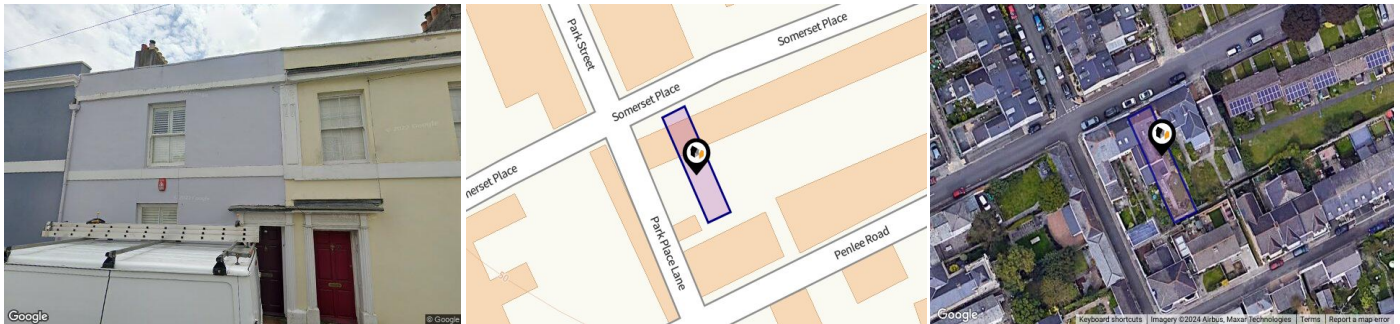 Google
© Google
Park Street
Somerset Place
Somerset Place
merset Place
Park Place Lane
Penlee Road
Google
Keyboard shortcuts
Imagery ©2024 Airbus, Maxar Technologies
Terms
Report a map error